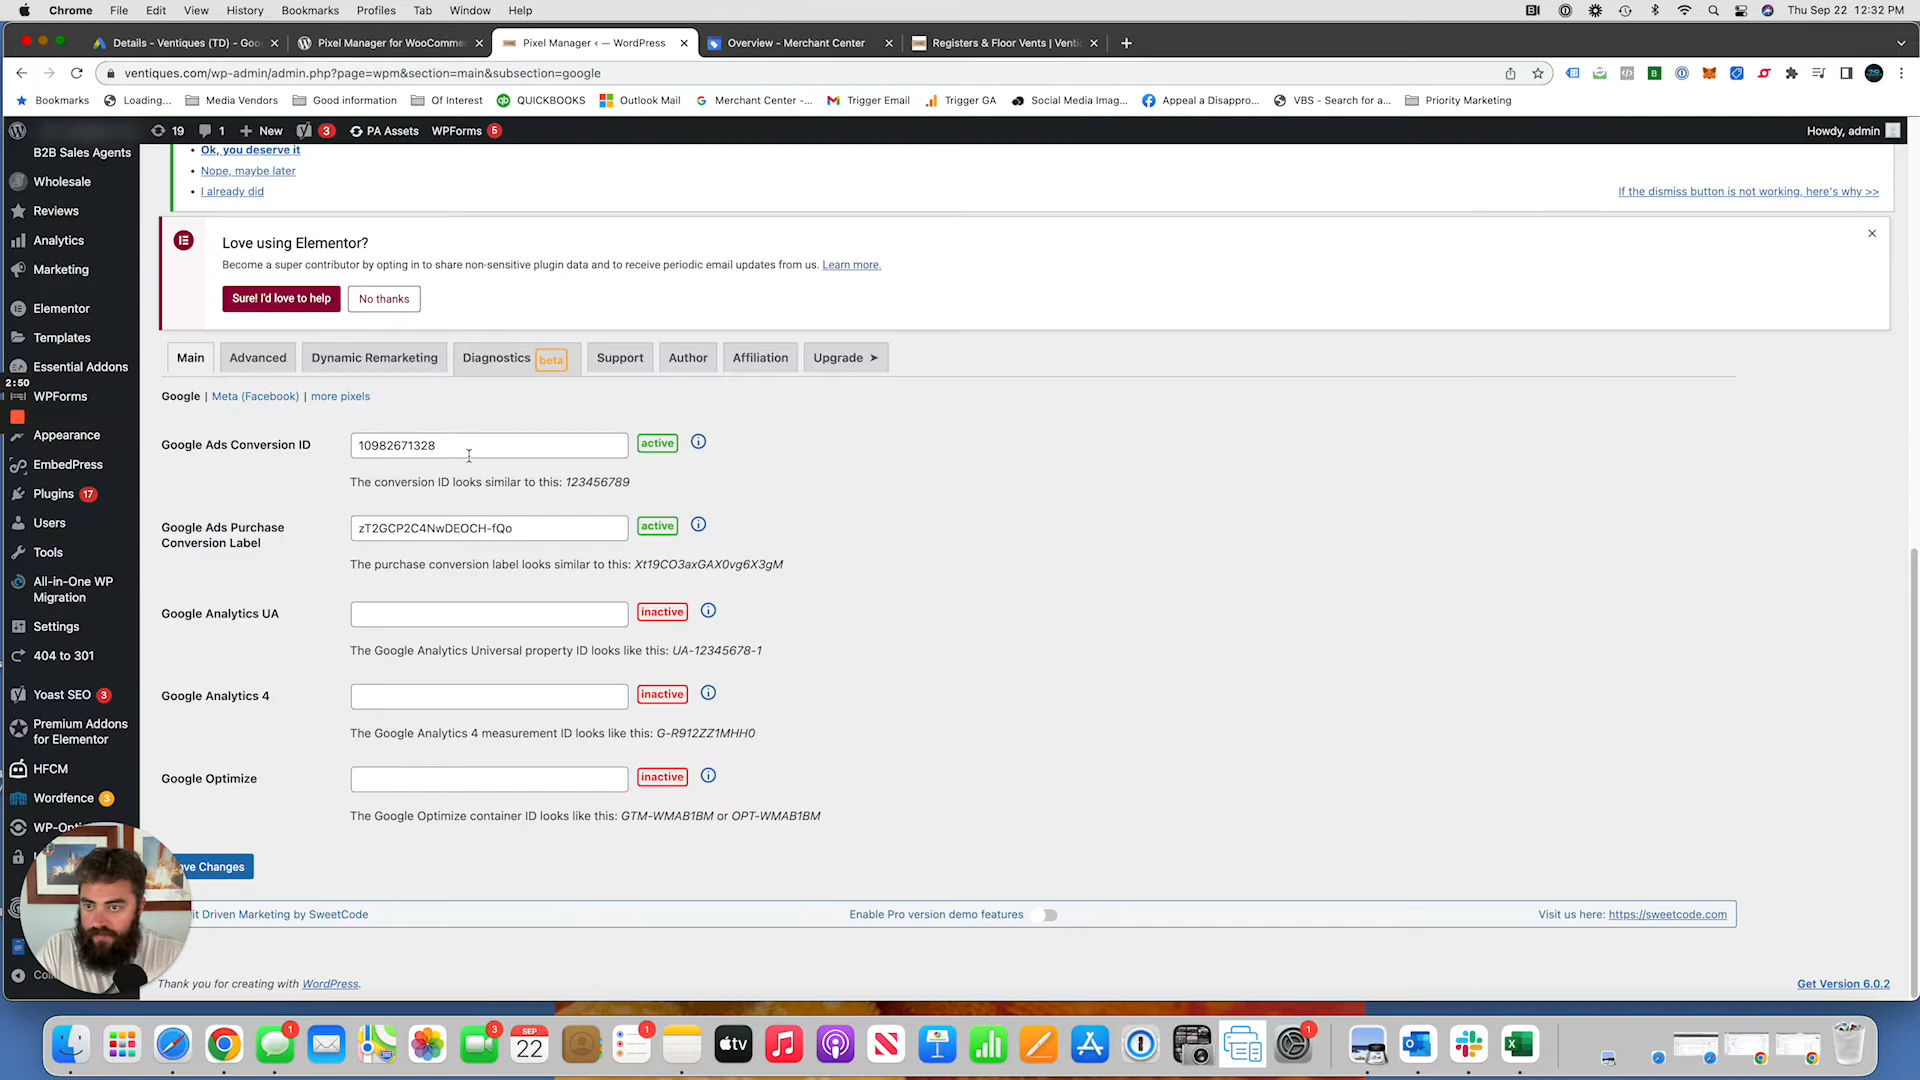 Chrome File Edit View History Bookmarks Profiles Tab Window Help
Thu Sep 22 12:32 PM
Details - Ventiques (TD) - Goo
Pixel Manager for WooCommer
Pixel Manager ‹ — WordPress
Overview - Merchant Center
Registers & Floor Vents | Venti
ventiques.com/wp-admin/admin.php?page=wpm&section=main&subsection=google
Bookmarks Loading... Media Vendors Good information Of Interest QUICKBOOKS Outlook Mail Merchant Center -... Trigger Email Trigger GA Social Media Imag... Appeal a Disappro... VBS - Search for a... Priority Marketing
19 1 + New 3 PA Assets WPForms 5
Howdy, admin
B2B Sales Agents
Wholesale
Reviews
Analytics
Marketing
Elementor
Templates
Essential Addons
2:50
WPForms
Appearance
EmbedPress
Plugins 17
Users
Tools
All-in-One WP
Migration
Settings
404 to 301
Yoast SEO 3
Premium Addons
for Elementor
HFCM
Wordfence 3
Ok, you deserve it
Nope, maybe later
I already did
If the dismiss button is not working, here's why >>
Love using Elementor?
Become a super contributor by opting in to share non-sensitive plugin data and to receive periodic email updates from us. Learn more.
Sure! I'd love to help
No thanks
Main Advanced Dynamic Remarketing Diagnostics beta Support Author Affiliation Upgrade ➤
Google | Meta (Facebook) | more pixels
Google Ads Conversion ID
10982671328
active
The conversion ID looks similar to this: 123456789
Google Ads Purchase
Conversion Label
zT2GCP2C4NwDEOCH-fQo
active
The purchase conversion label looks similar to this: Xt19CO3axGAX0vg6X3gM
Google Analytics UA
inactive
The Google Analytics Universal property ID looks like this: UA-12345678-1
Google Analytics 4
inactive
The Google Analytics 4 measurement ID looks like this: G-R912ZZ1MHH0
Google Optimize
inactive
The Google Optimize container ID looks like this: GTM-WMAB1BM or OPT-WMAB1BM
Changes
Driven Marketing by SweetCode
Enable Pro version demo features
Visit us here: https://sweetcode.com
Thank you for creating with WordPress.
Get Version 6.0.2
1
3
SEP
22
1
tv
1